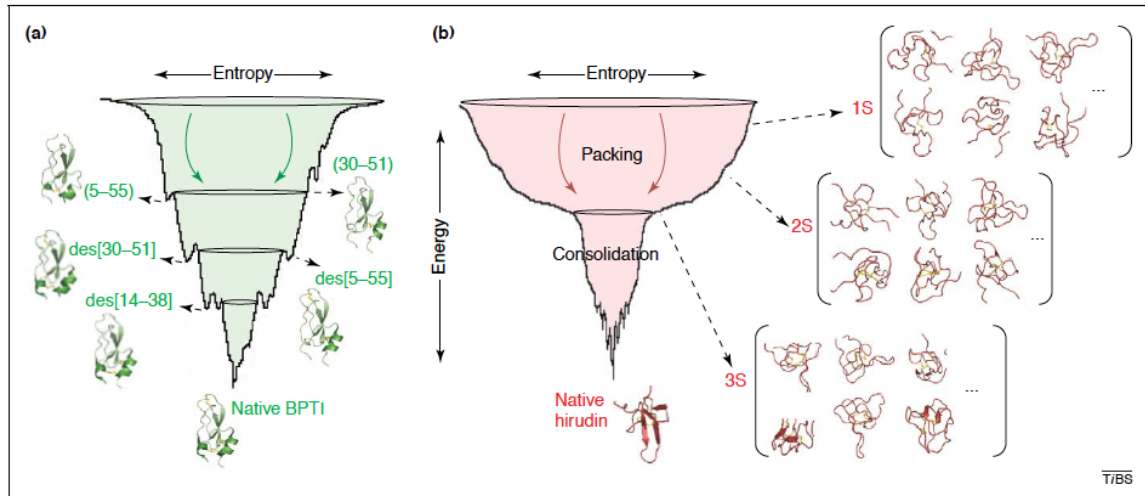 (a)
Entropy
(5–55)
(30–51)
des[30–51]
des[5–55]
des[14–38]
Native BPTI
(b)
Entropy
Energy
Packing
Consolidation
Native
hirudin
1S
...
2S
...
3S
...
TiBS